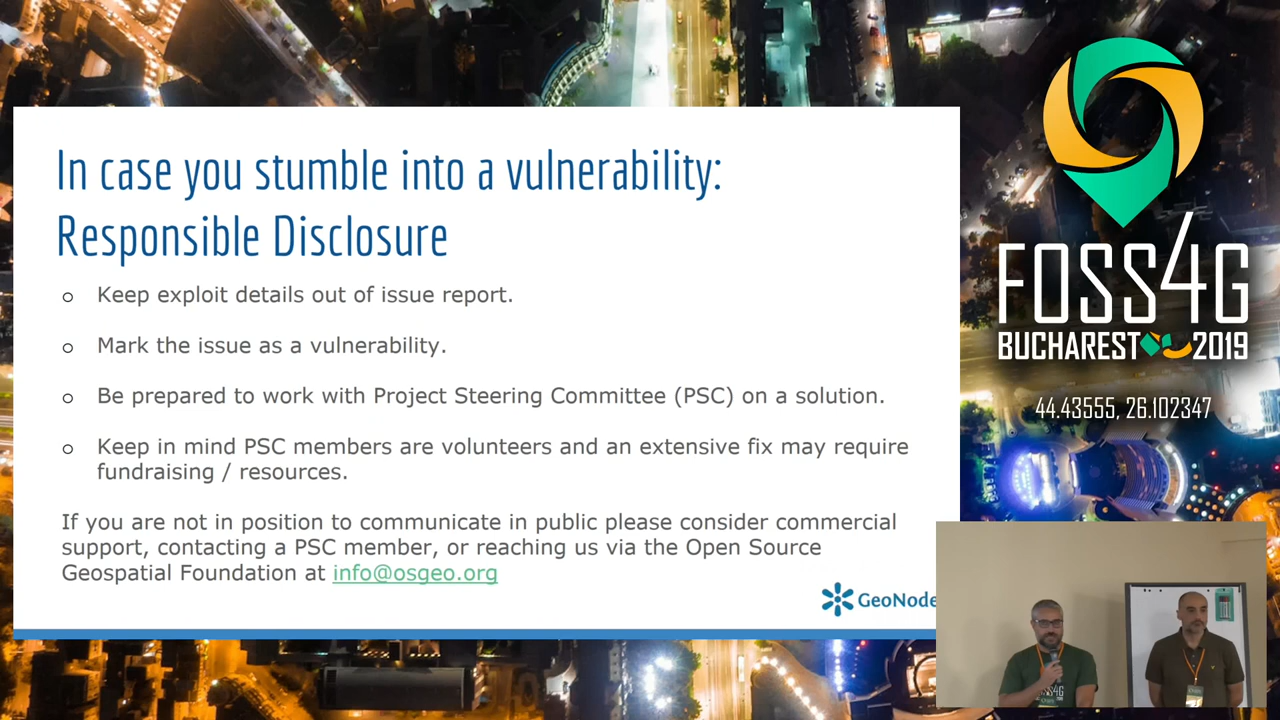 In case you stumble into a vulnerability:
Responsible Disclosure
Keep exploit details out of issue report.
Mark the issue as a vulnerability.
Be prepared to work with Project Steering Committee (PSC) on a solution.
Keep in mind PSC members are volunteers and an extensive fix may require
fundraising / resources.
If you are not in position to communicate in public please consider commercial
support, contacting a PSC member, or reaching us via the Open Source
Geospatial Foundation at info@osgeo.org
GeoNode
FOSS4G
BUCHAREST 2019
44.43555, 26.102347